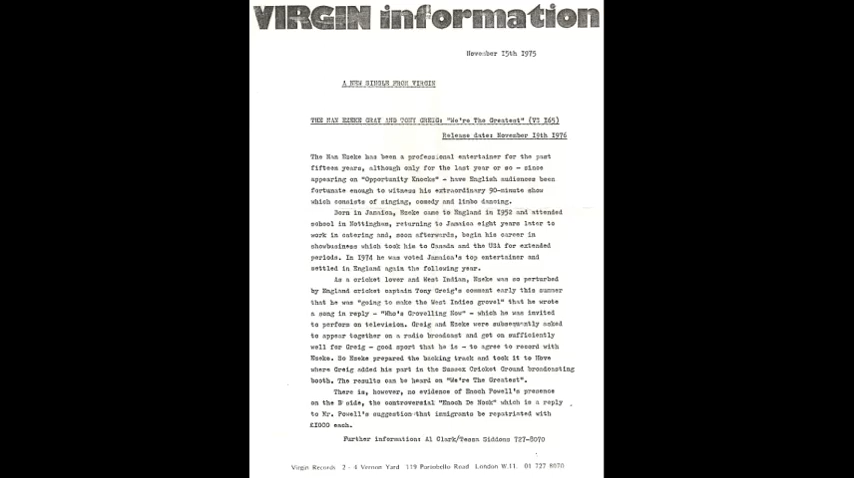 VIRGIN information
November 15th 1975
A NEW SINGLE FROM VIRGIN
THE MAN EZEKE GRAY AND TONY GREIG: "We're The Greatest" (VS 165)
Release date: November 19th 1976
The Man Ezeke has been a professional entertainer for the past
fifteen years, although only for the last year or so - since
appearing on "Opportunity Knocks" - have English audiences been
fortunate enough to witness his extraordinary 90-minute show
which consists of singing, comedy and limbo dancing.
Born in Jamaica, Ezeke came to England in 1952 and attended
school in Nottingham, returning to Jamaica eight years later to
work in catering and, soon afterwards, begin his career in
showbusiness which took him to Canada and the USA for extended
periods. In 1974 he was voted Jamaica's top entertainer and
settled in England again the following year.
As a cricket lover and West Indian, Ezeke was so perturbed
by England cricket captain Tony Greig's comment early this summer
that he was "going to make the West Indies grovel" that he wrote
a song in reply - "Who's Grovelling Now" - which he was invited
to perform on television. Greig and Ezeke were subsequently asked
to appear together on a radio broadcast and got on sufficiently
well for Greig - good sport that he is - to agree to record with
Ezeke. So Ezeke prepared the backing track and took it to Hove
where Greig added his part in the Sussex Cricket Ground broadcasting
booth. The results can be heard on "We're The Greatest".
There is, however, no evidence of Enoch Powell's presence
on the B side, the controversial "Enoch De Nock" which is a reply
to Mr. Powell's suggestion that immigrants be repatriated with
£1000 each.
Further information: Al Clark/Tessa Siddons 727-8070
Virgin Records 2 - 4 Vernon Yard 119 Portobello Road London W.11. 01 727 8070